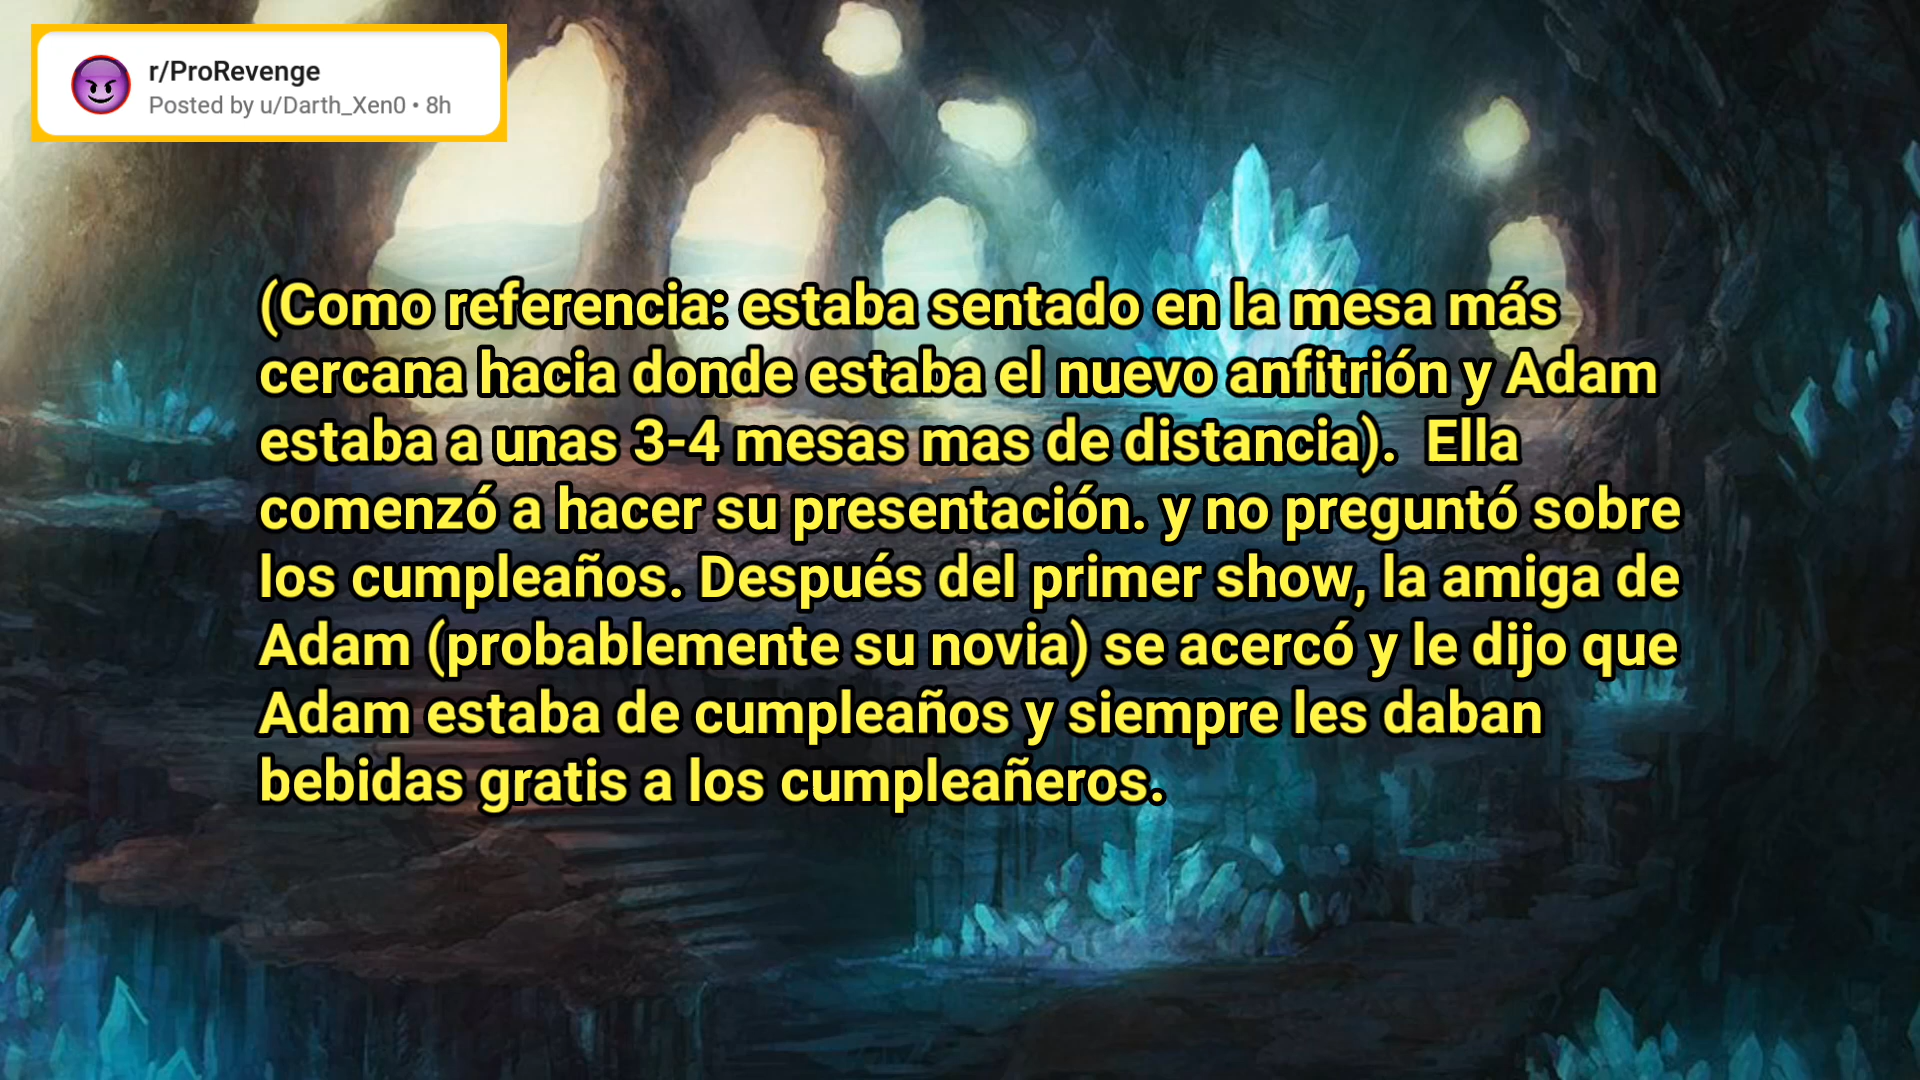 r/ProRevenge
Posted by u/Darth_Xen0 • 8h
(Como referencia: estaba sentado en la mesa más
cercana hacia donde estaba el nuevo anfitrión y Adam
estaba a unas 3-4 mesas mas de distancia).  Ella
comenzó a hacer su presentación. y no preguntó sobre
los cumpleaños. Después del primer show, la amiga de
Adam (probablemente su novia) se acercó y le dijo que
Adam estaba de cumpleaños y siempre les daban
bebidas gratis a los cumpleañeros.